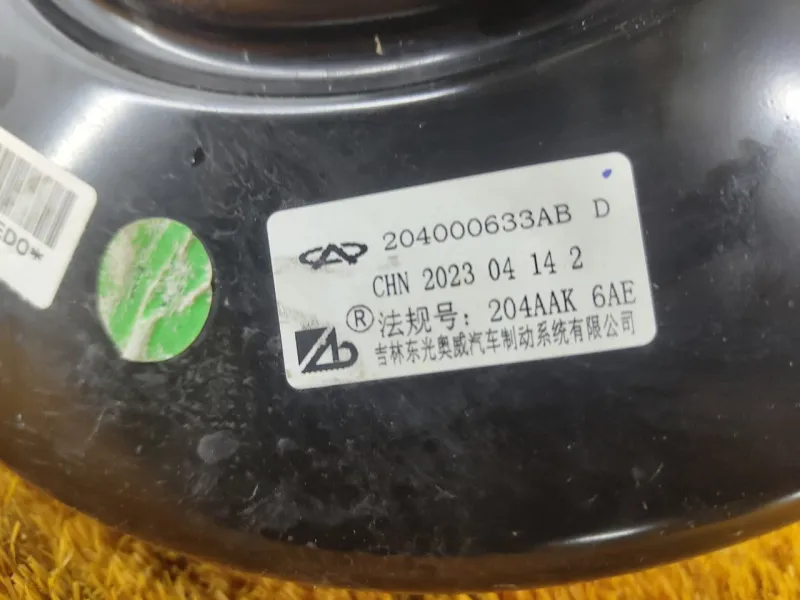 ED0*
204000633AB D
CHN 2023 04 14 2
®法规号: 204AAK 6AE
吉林东光奥威汽车制动系统有限公司